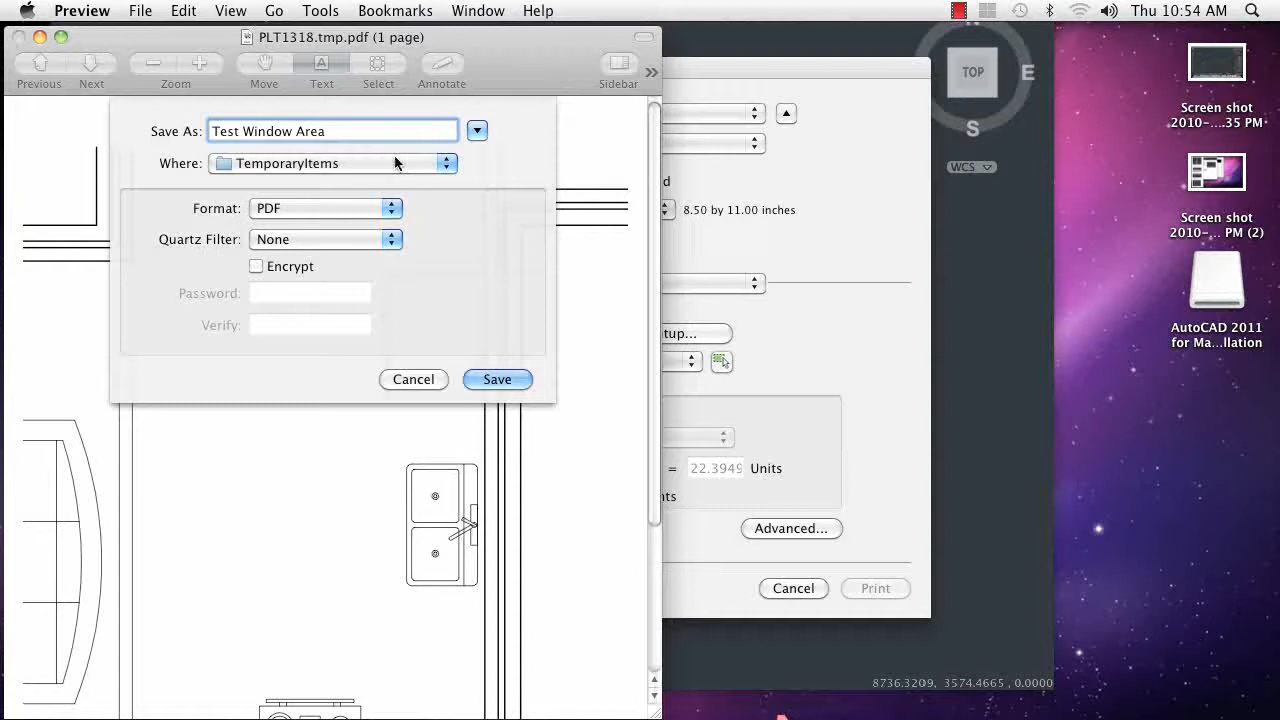 Preview File Edit View Go Tools Bookmarks Window Help Thu 10:54 AM
PLT1318.tmp.pdf (1 page)
Previous Next Zoom Move Text Select Annotate Sidebar »
Save As: Test Window Area
Where: TemporaryItems
Format: PDF
Quartz Filter: None
Encrypt
Password:
Verify:
Cancel Save
d
8.50 by 11.00 inches
tup...
= 22.3949 Units
nts
Advanced...
Cancel Print
TOP
E
S
WCS
8736.3209, 3574.4665 , 0.0000
Screen shot
2010-....35 PM
Screen shot
2010-... PM (2)
AutoCAD 2011
for Ma...llation